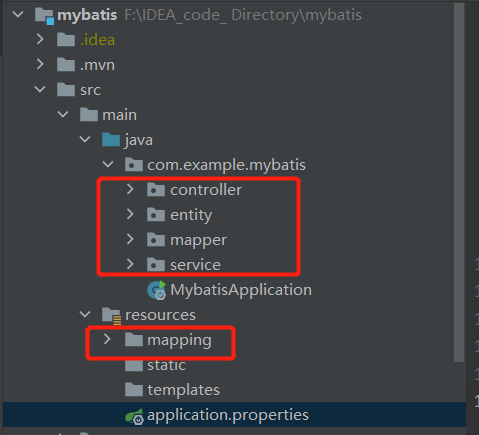 mybatis F:\IDEA_code_ Directory\mybatis
.idea
.mvn
src
main
java
com.example.mybatis
controller
entity
mapper
service
MybatisApplication
resources
mapping
static
templates
application.properties